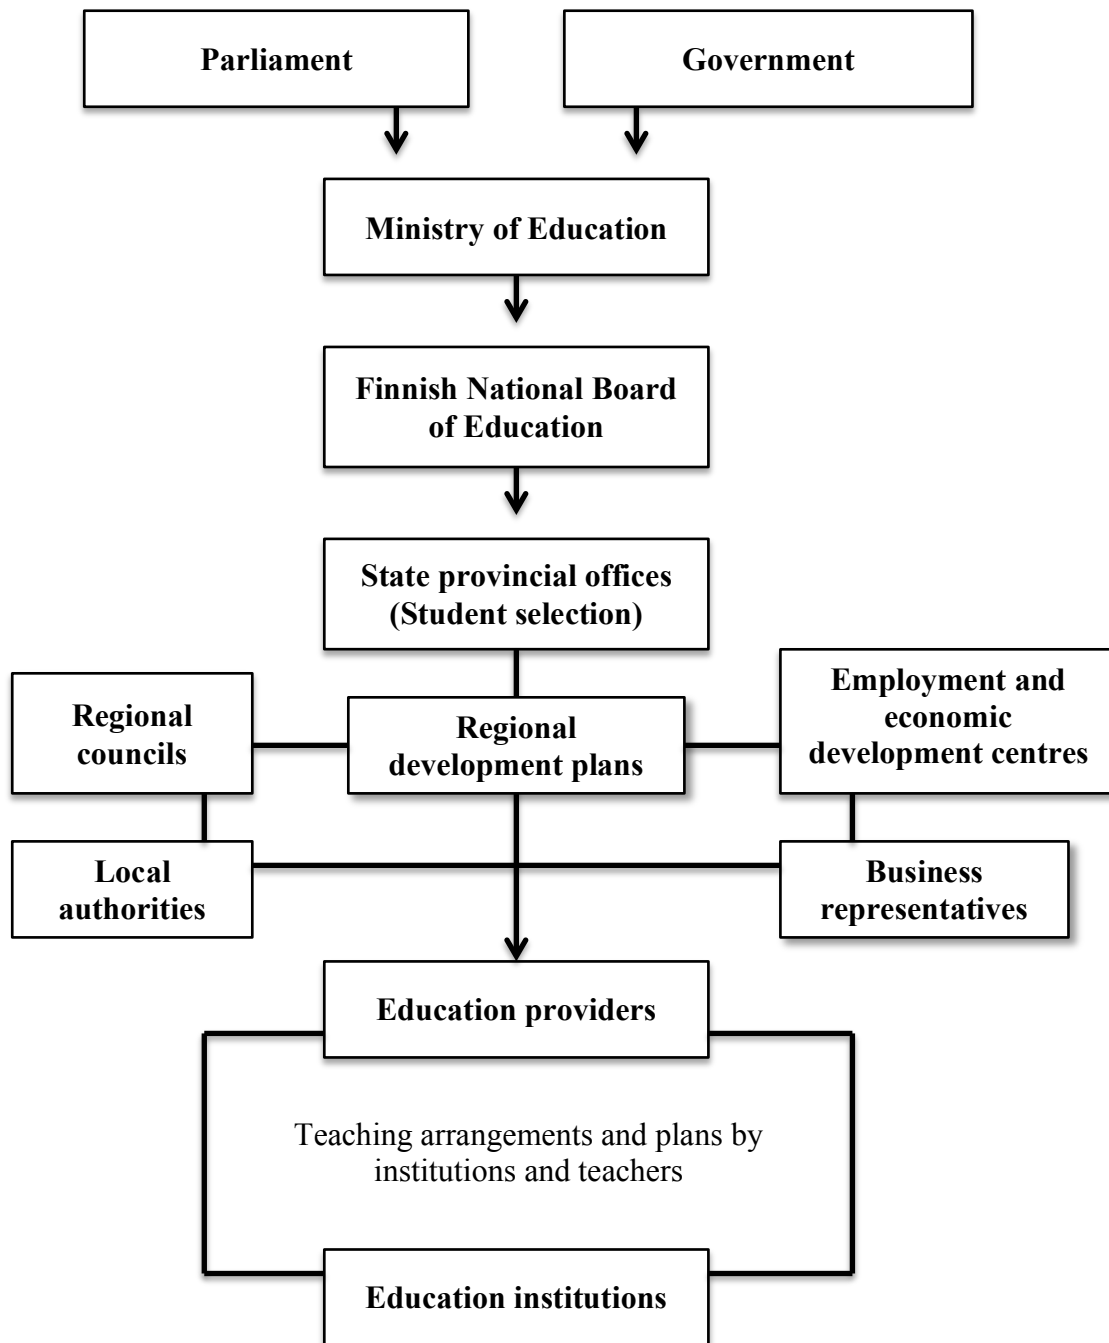 Parliament
Government
Ministry of Education
Finnish National Board
of Education
State provincial offices
(Student selection)
Regional
councils
Regional
development plans
Employment and
economic
development centres
Local
authorities
Business
representatives
Education providers
Teaching arrangements and plans by
institutions and teachers
Education institutions